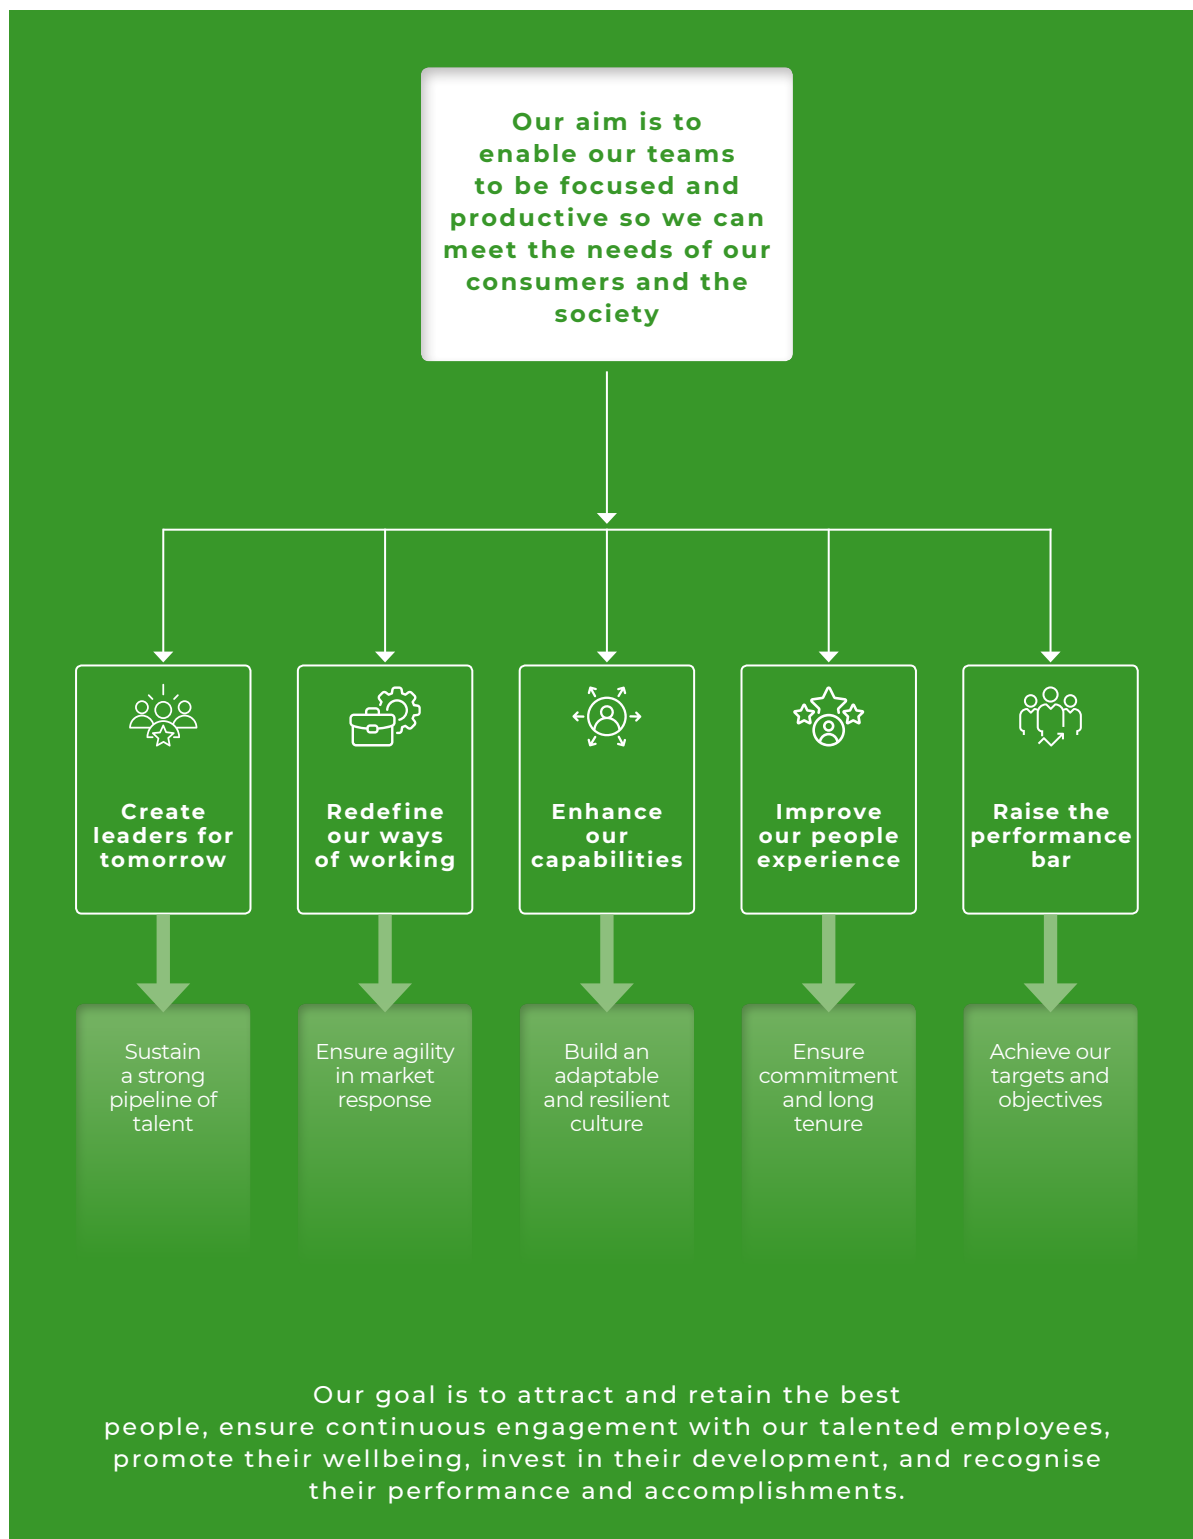 Our aim is to
enable our teams
to be focused and
productive so we can
meet the needs of our
consumers and the
society
Create
leaders for
tomorrow
Redefine
our ways
of working
Enhance
our
capabilities
Improve
our people
experience
Raise the
performance
bar
Sustain
a strong
pipeline of
talent
Ensure agility
in market
response
Build an
adaptable
and resilient
culture
Ensure
commitment
and long
tenure
Achieve our
targets and
objectives
Our goal is to attract and retain the best
people, ensure continuous engagement with our talented employees,
promote their wellbeing, invest in their development, and recognise
their performance and accomplishments.